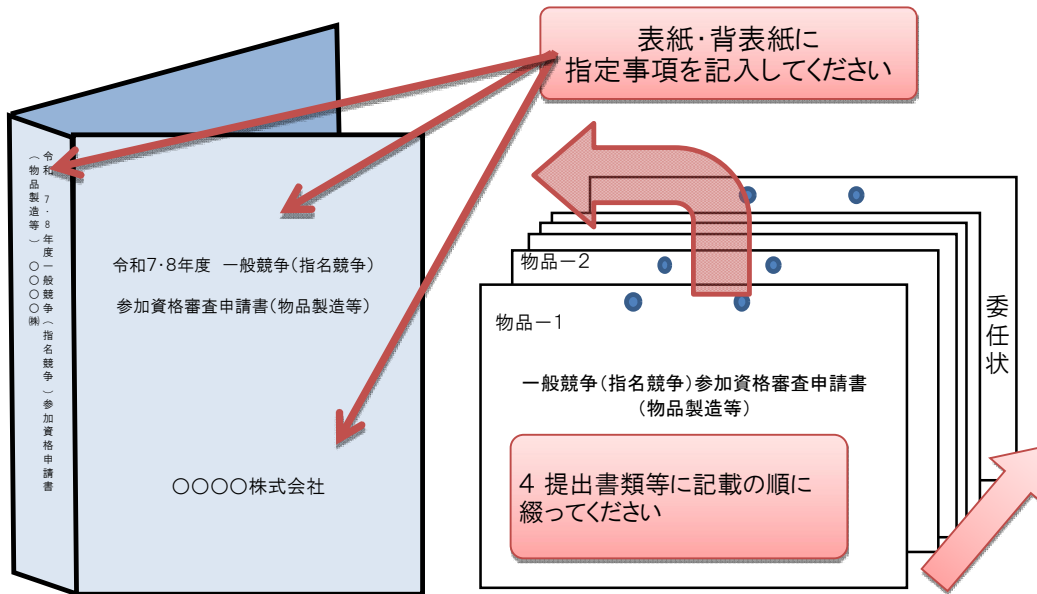 表紙・背表紙に
指定事項を記入してください
令和 7・8年度一般競争(指名競争)参加資格申請書
(物品製造等) 〇〇〇〇㈱
令和7・8年度 一般競争(指名競争)
参加資格審査申請書(物品製造等)
〇〇〇〇株式会社
物品－2
物品－1
一般競争(指名競争)参加資格審査申請書
(物品製造等)
4 提出書類等に記載の順に
綴ってください
委任状